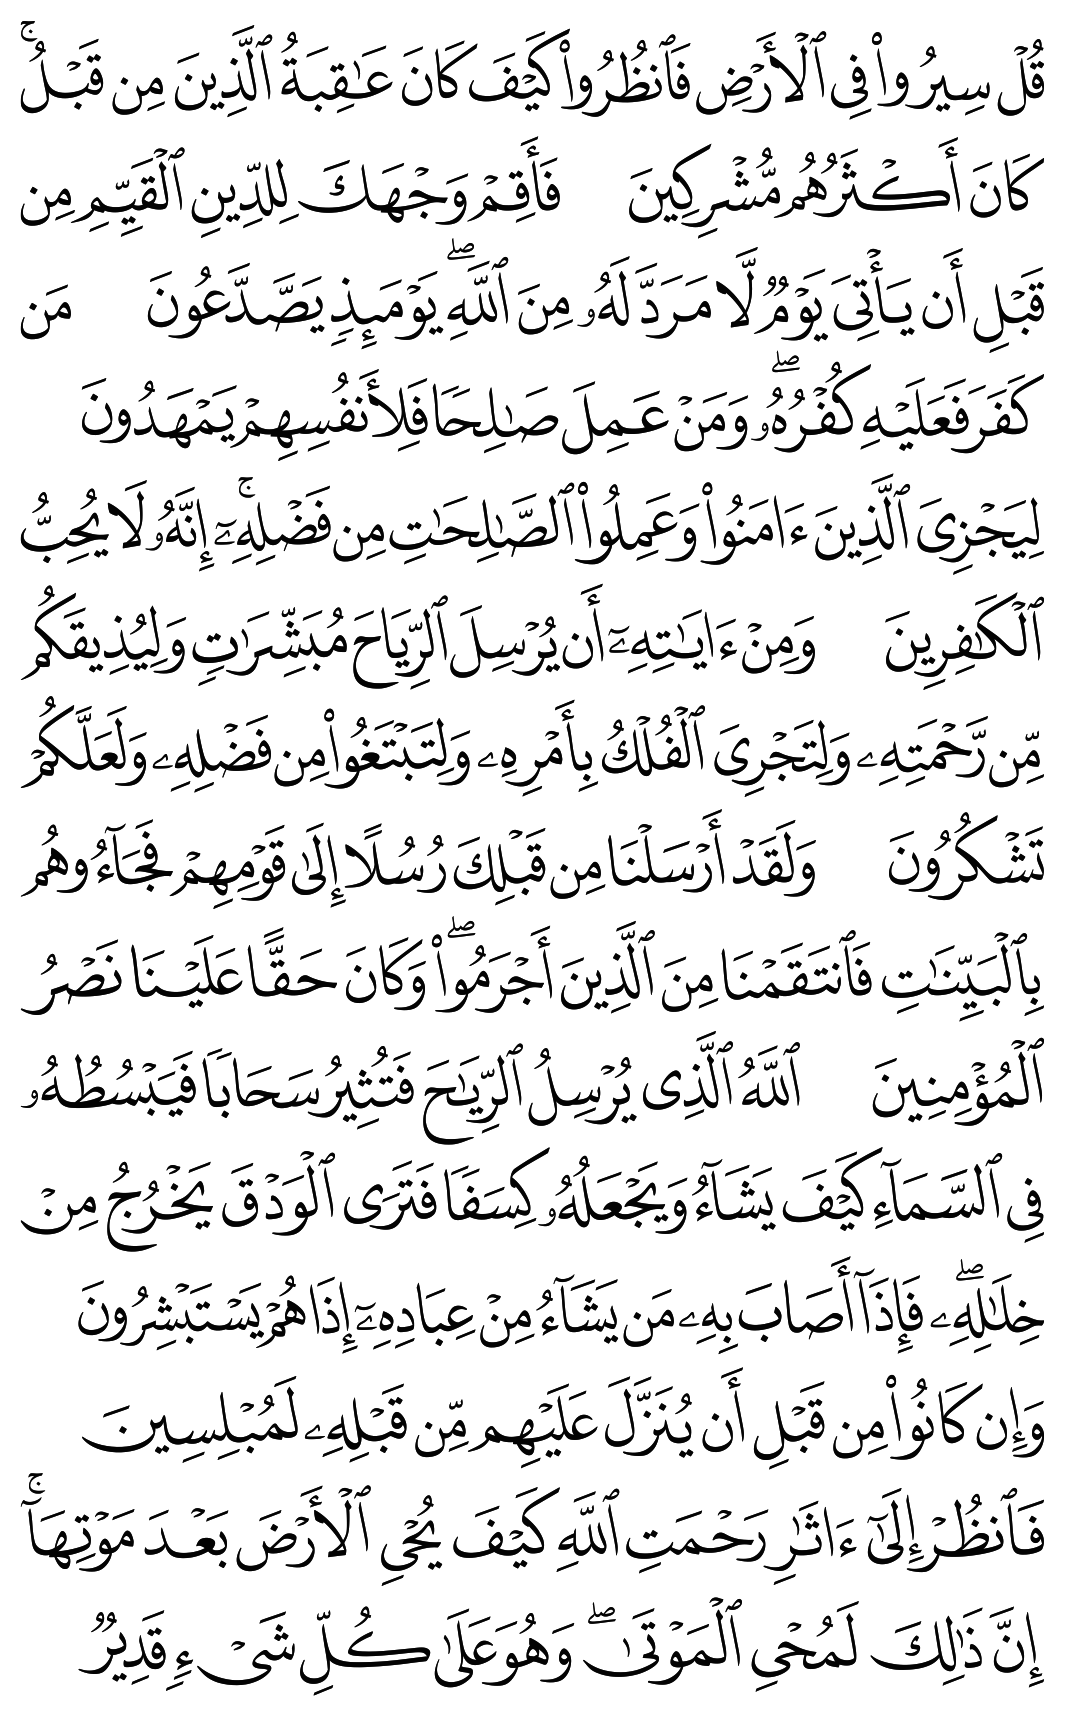 قُلْ سِيرُوا۟ فِى ٱلْأَرْضِ فَٱنظُرُوا۟ كَيْفَ كَانَ عَـٰقِبَةُ ٱلَّذِينَ مِن قَبْلُ ۚ
كَانَ أَكْثَرُهُم مُّشْرِكِينَ فَأَقِمْ وَجْهَكَ لِلدِّينِ ٱلْقَيِّمِ مِن
قَبْلِ أَن يَأْتِىَ يَوْمٌ لَّا مَرَدَّ لَهُۥ مِنَ ٱللَّهِ ۖ يَوْمَئِذٍ يَصَّدَّعُونَ مَن
كَفَرَ فَعَلَيْهِ كُفْرُهُۥ ۖ وَمَنْ عَمِلَ صَـٰلِحًا فَلِأَنفُسِهِمْ يَمْهَدُونَ
لِيَجْزِىَ ٱلَّذِينَ ءَامَنُوا۟ وَعَمِلُوا۟ ٱلصَّـٰلِحَـٰتِ مِن فَضْلِهِۦٓ ۚ إِنَّهُۥ لَا يُحِبُّ
ٱلْكَـٰفِرِينَ وَمِنْ ءَايَـٰتِهِۦٓ أَن يُرْسِلَ ٱلرِّيَاحَ مُبَشِّرَٰتٍ وَلِيُذِيقَكُم
مِّن رَّحْمَتِهِۦ وَلِتَجْرِىَ ٱلْفُلْكُ بِأَمْرِهِۦ وَلِتَبْتَغُوا۟ مِن فَضْلِهِۦ وَلَعَلَّكُمْ
تَشْكُرُونَ وَلَقَدْ أَرْسَلْنَا مِن قَبْلِكَ رُسُلًا إِلَىٰ قَوْمِهِمْ فَجَآءُوهُم
بِٱلْبَيِّنَـٰتِ فَٱنتَقَمْنَا مِنَ ٱلَّذِينَ أَجْرَمُوا۟ ۖ وَكَانَ حَقًّا عَلَيْنَا نَصْرُ
ٱلْمُؤْمِنِينَ ٱللَّهُ ٱلَّذِى يُرْسِلُ ٱلرِّيَـٰحَ فَتُثِيرُ سَحَابًا فَيَبْسُطُهُۥ
فِى ٱلسَّمَآءِ كَيْفَ يَشَآءُ وَيَجْعَلُهُۥ كِسَفًا فَتَرَى ٱلْوَدْقَ يَخْرُجُ مِنْ
خِلَـٰلِهِۦ ۖ فَإِذَآ أَصَابَ بِهِۦ مَن يَشَآءُ مِنْ عِبَادِهِۦٓ إِذَا هُمْ يَسْتَبْشِرُونَ
وَإِن كَانُوا۟ مِن قَبْلِ أَن يُنَزَّلَ عَلَيْهِم مِّن قَبْلِهِۦ لَمُبْلِسِينَ
فَٱنظُرْ إِلَىٰٓ ءَاثَـٰرِ رَحْمَتِ ٱللَّهِ كَيْفَ يُحْىِ ٱلْأَرْضَ بَعْدَ مَوْتِهَآ ۚ
إِنَّ ذَٰلِكَ لَمُحْىِ ٱلْمَوْتَىٰ ۖ وَهُوَ عَلَىٰ كُلِّ شَىْءٍ قَدِيرٌ